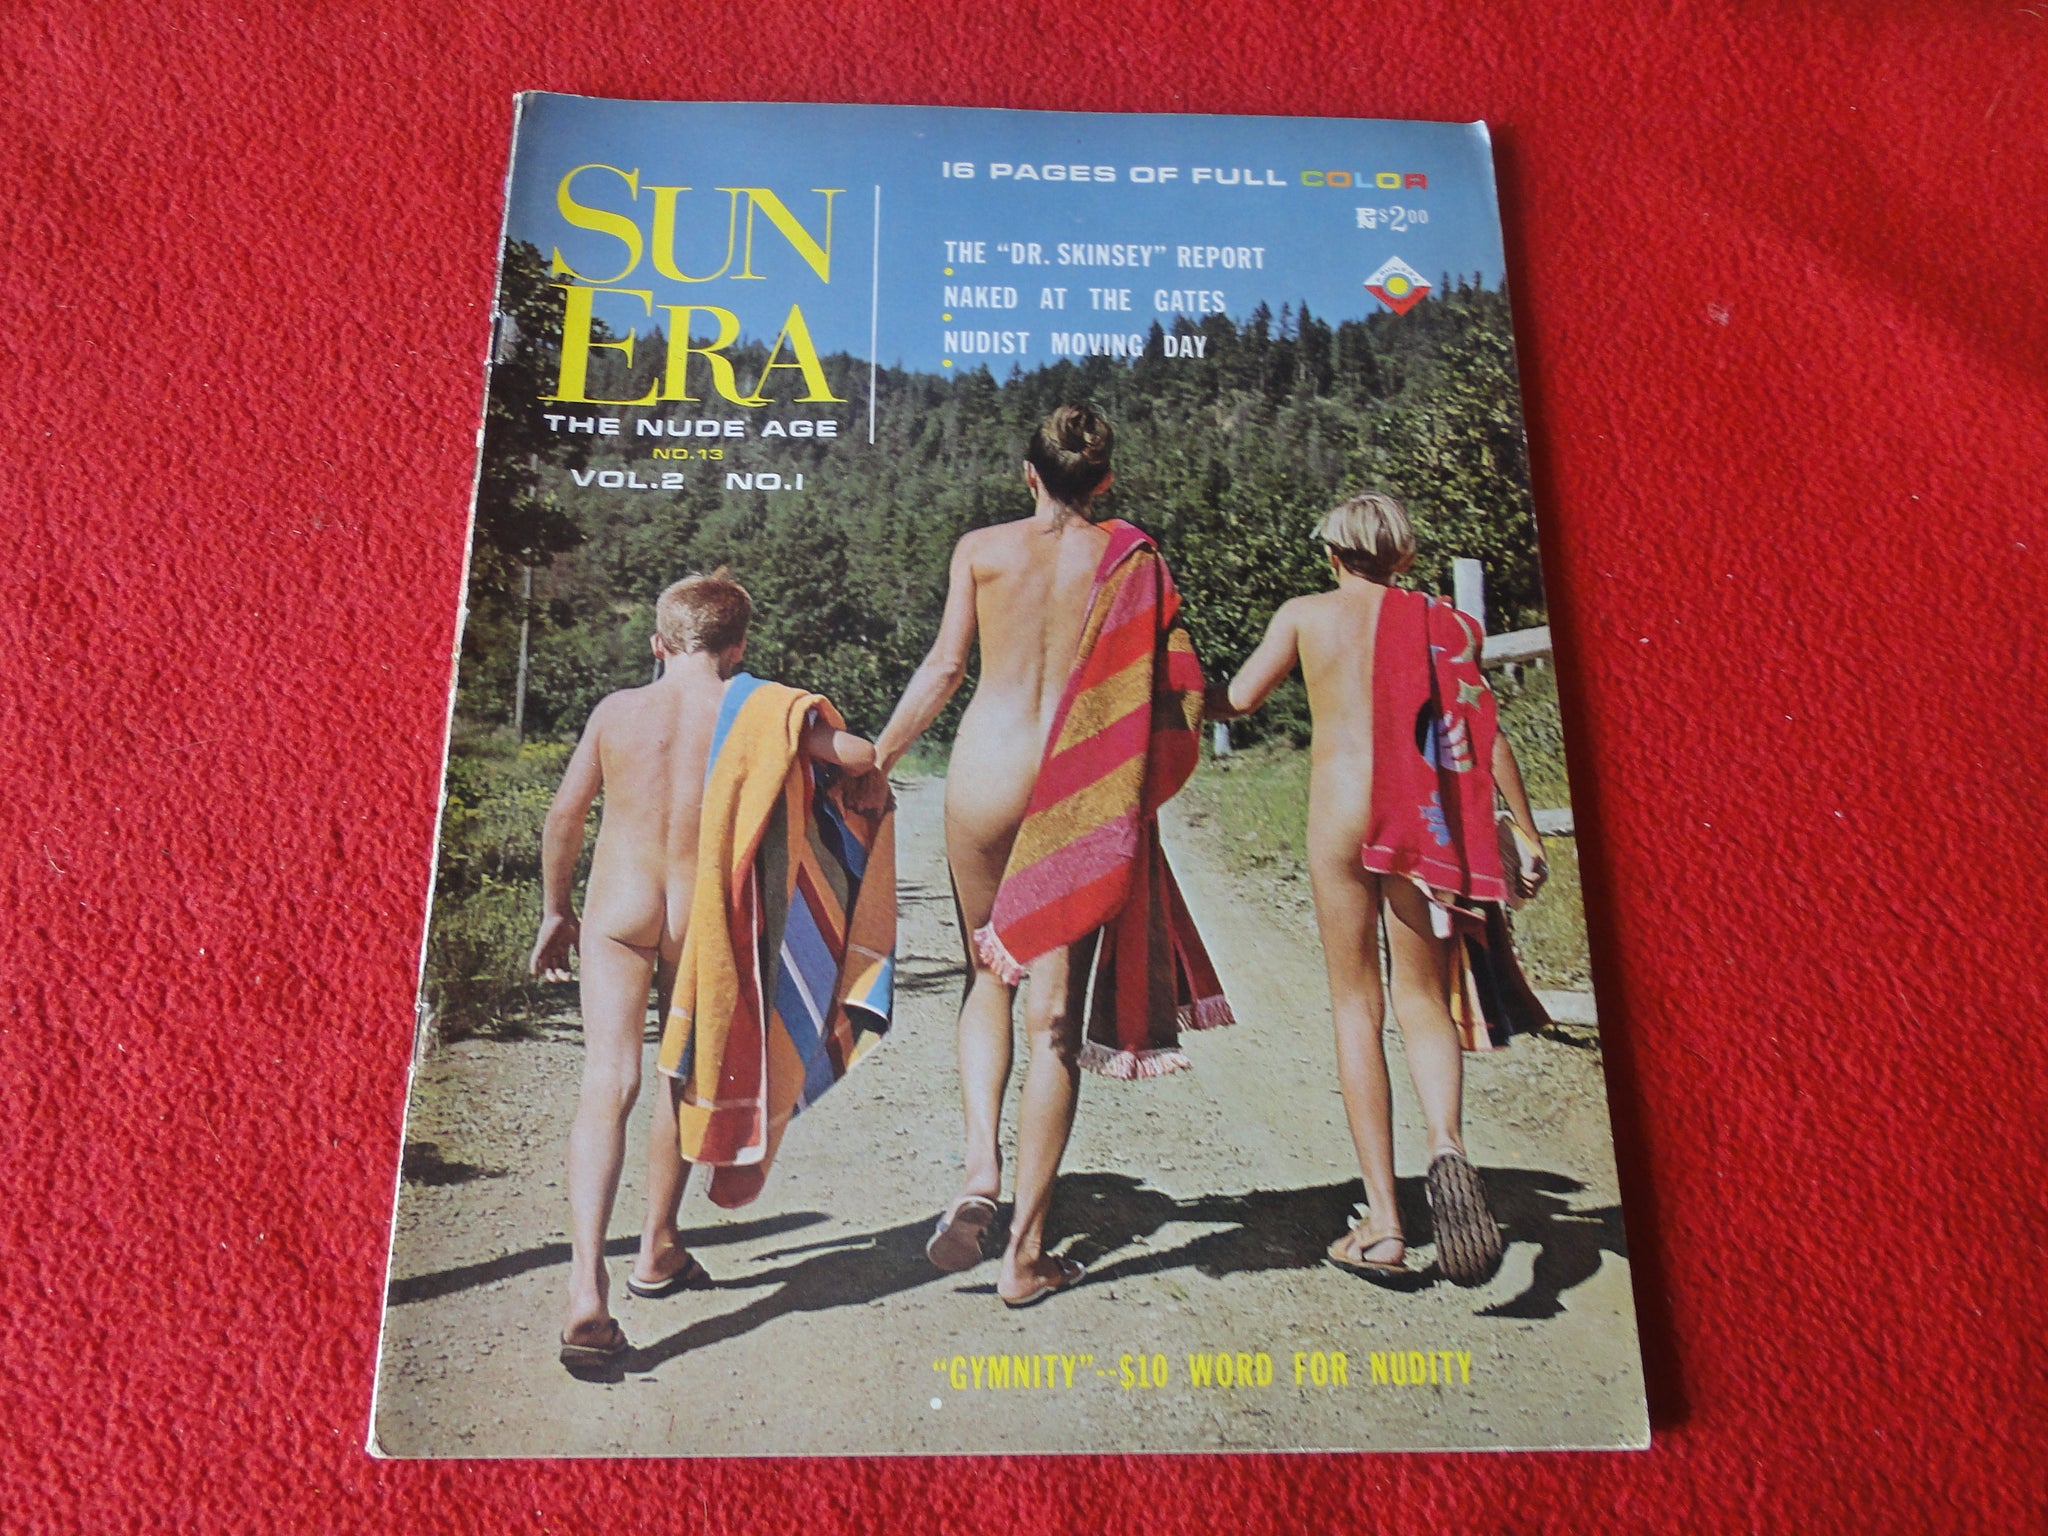 SUN
ERA
THE NUDE AGE
NO.13
VOL.2 NO.1
16 PAGES OF FULL COLOR
$2.00
THE "DR. SKINSEY" REPORT
NAKED AT THE GATES
NUDIST MOVING DAY
"GYMNITY"--$10 WORD FOR NUDITY